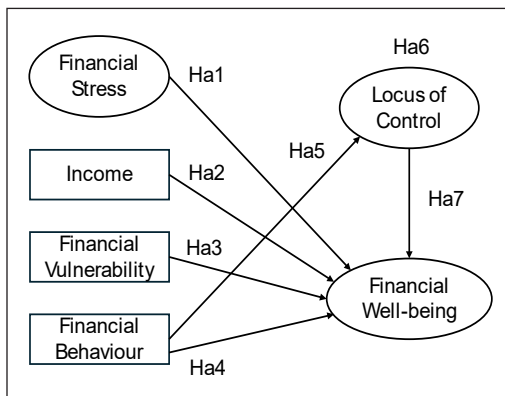 Ha6
Financial
Stress
Ha1
Locus of
Control
Ha5
Income
Ha2
Ha7
Financial
Vulnerability
Ha3
Financial
Well-being
Financial
Behaviour
Ha4